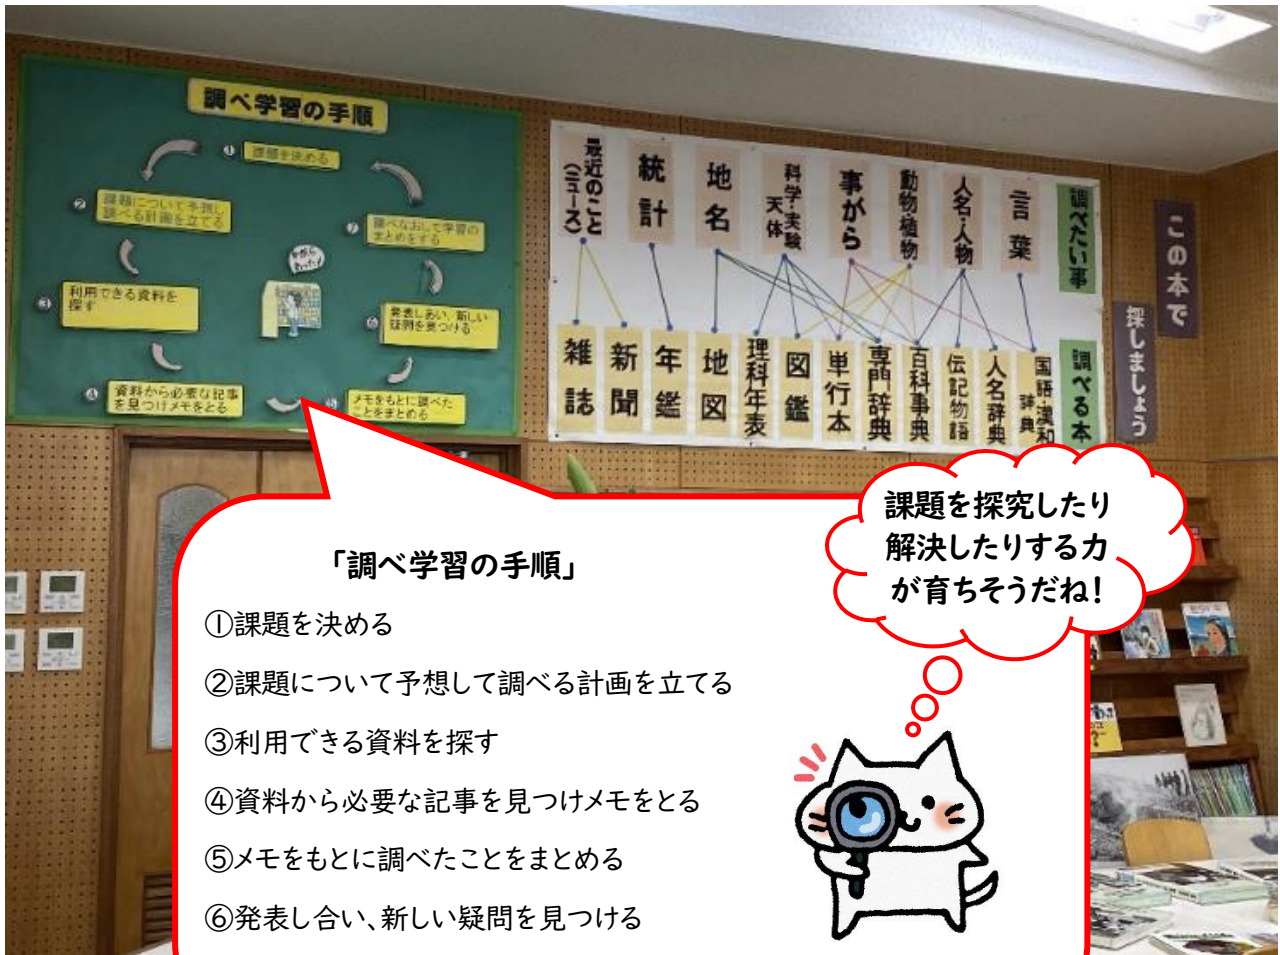 調べ学習の手順
① 課題を決める
② 課題について予想し
調べる計画を立てる
③ 利用できる資料を
探す
④ 資料から必要な記事
を見つけメモをとる
⑤ メモをもとに調べた
ことをまとめる
⑥ 発表しあい、新しい
疑問を見つける
⑦ 調べなおして学習の
まとめをする
この本で
探しましょう
調べたい事
言葉
人名・人物
動物・植物
事がら
科学・実験
天体
地名
統計
最近のこと
(ニュース)
調べる本
国語・漢和
辞典
人名辞典
伝記物語
百科事典
専門辞典
単行本
図鑑
理科年表
地図
年鑑
新聞
雑誌
「調べ学習の手順」
①課題を決める
②課題について予想して調べる計画を立てる
③利用できる資料を探す
④資料から必要な記事を見つけメモをとる
⑤メモをもとに調べたことをまとめる
⑥発表し合い、新しい疑問を見つける
課題を探究したり
解決したりする力
が育ちそうだね!